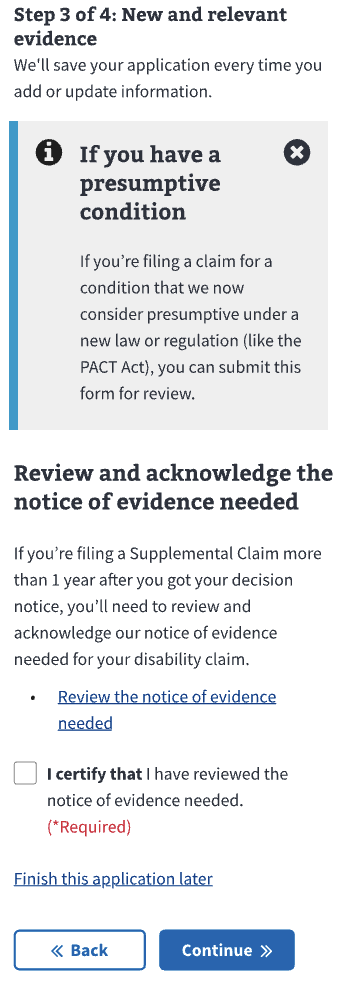 Step 3 of 4: New and relevant
evidence
We'll save your application every time you
add or update information.
If you have a
presumptive
condition
If you’re filing a claim for a
condition that we now
consider presumptive under a
new law or regulation (like the
PACT Act), you can submit this
form for review.
Review and acknowledge the
notice of evidence needed
If you’re filing a Supplemental Claim more
than 1 year after you got your decision
notice, you’ll need to review and
acknowledge our notice of evidence
needed for your disability claim.
• Review the notice of evidence
needed
I certify that I have reviewed the
notice of evidence needed.
(*Required)
Finish this application later
« Back
Continue »